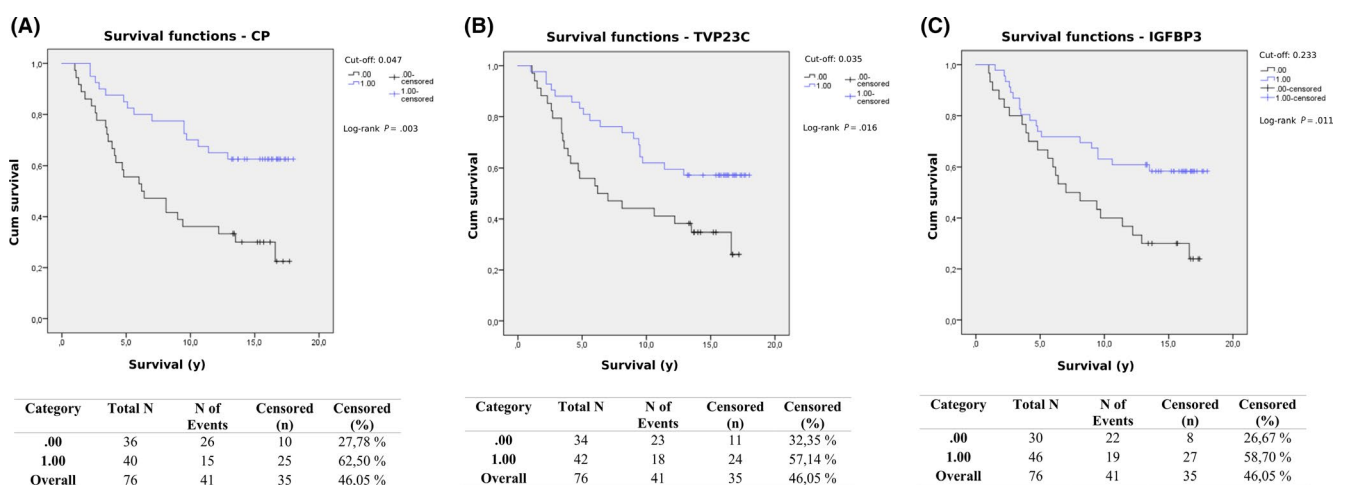 (A)
Survival functions - CP
Cum survival
1,0
0,8
0,6
0,4
0,2
0,0
,0 5,0 10,0 15,0 20,0
Survival (y)
Cut-off: 0.047
.00
1.00
.00-censored
1.00-censored
Log-rank P = .003
Category Total N N of Events Censored (n) Censored (%)
.00 36 26 10 27,78 %
1.00 40 15 25 62,50 %
Overall 76 41 35 46,05 %
(B)
Survival functions - TVP23C
Cum survival
1,0
0,8
0,6
0,4
0,2
0,0
,0 5,0 10,0 15,0 20,0
Survival (y)
Cut-off: 0.035
.00
1.00
.00-censored
1.00-censored
Log-rank P = .016
Category Total N N of Events Censored (n) Censored (%)
.00 34 23 11 32,35 %
1.00 42 18 24 57,14 %
Overall 76 41 35 46,05 %
(C)
Survival functions - IGFBP3
Cum survival
1,0
0,8
0,6
0,4
0,2
0,0
,0 5,0 10,0 15,0 20,0
Survival (y)
Cut-off: 0.233
.00
1.00
.00-censored
1.00-censored
Log-rank P = .011
Category Total N N of Events Censored (n) Censored (%)
.00 30 22 8 26,67 %
1.00 46 19 27 58,70 %
Overall 76 41 35 46,05 %